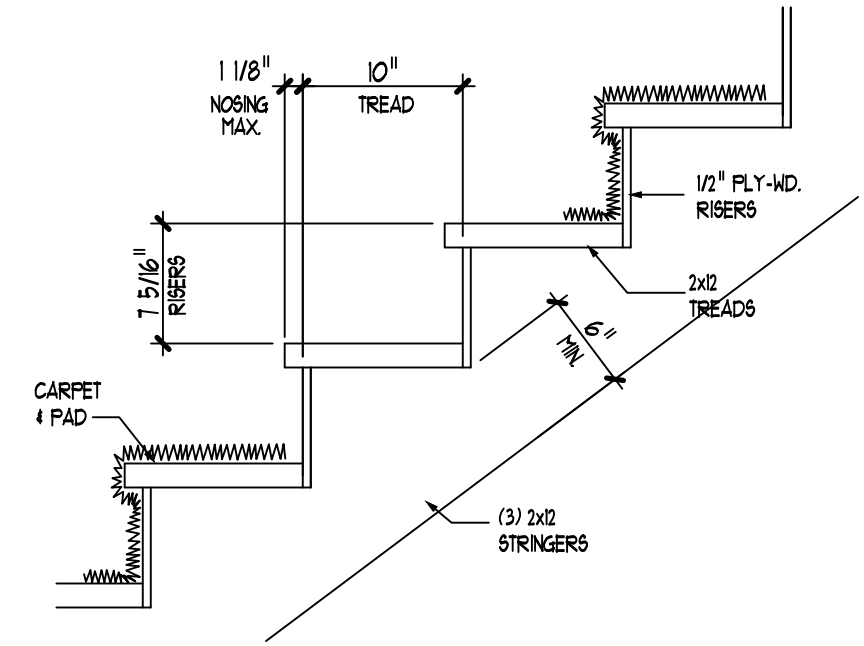 1 1/8"
NOSING
MAX.
10"
TREAD
1/2" PLY-WD.
RISERS
7 5/16"
RISERS
2x12
TREADS
6"
MIN.
CARPET
& PAD
(3) 2x12
STRINGERS